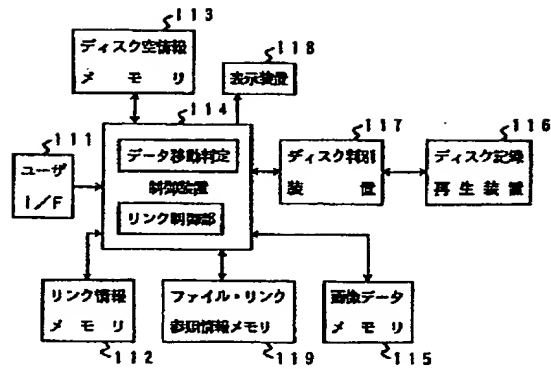 113
ディスク空情報
メモリ
118
表示装置
114
データ移動判定
制御装置
リンク制御部
111
ユーザ
I/F
117
ディスク判別
装置
116
ディスク記録
再生装置
リンク情報
メモリ
112
ファイル・リンク
参照情報メモリ
119
画像データ
メモリ
115